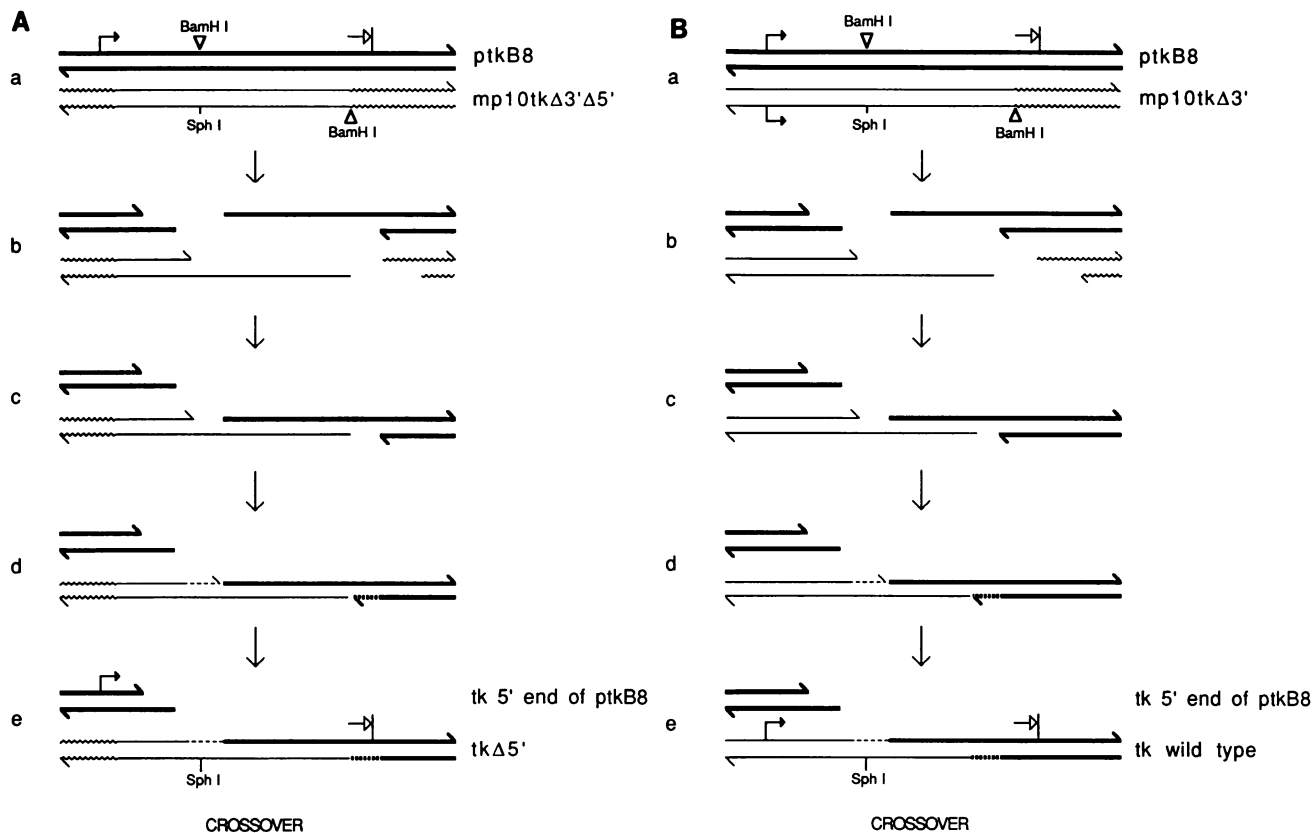 A
BamH I
ptkB8
a
mp10tkΔ3'Δ5'
Sph I
BamH I
b
c
d
e
tk 5' end of ptkB8
tkΔ5'
Sph I
CROSSOVER
B
BamH I
ptkB8
a
mp10tkΔ3'
Sph I
BamH I
b
c
d
e
tk 5' end of ptkB8
tk wild type
Sph I
CROSSOVER